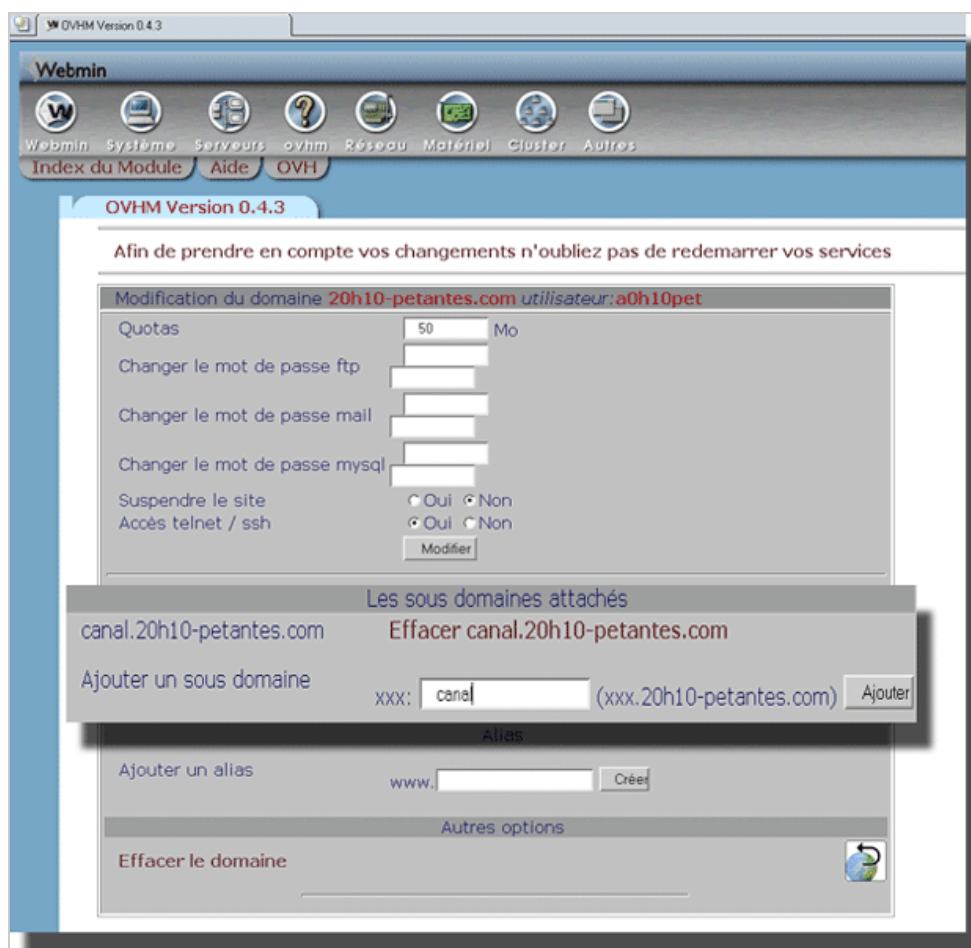 OVHM Version 0.4.3
Webmin
Webmin Système Serveurs ovhm Réseau Matériel Cluster Autres
Index du Module Aide OVH
OVHM Version 0.4.3
Afin de prendre en compte vos changements n'oubliez pas de redemarrer vos services
Modification du domaine 20h10-petantes.com utilisateur:a0h10pet
Quotas 50 Mo
Changer le mot de passe ftp
Changer le mot de passe mail
Changer le mot de passe mysql
Suspendre le site Oui Non
Accès telnet / ssh Oui Non
Modifier
Les sous domaines attachés
canal.20h10-petantes.com Effacer canal.20h10-petantes.com
Ajouter un sous domaine xxx: canal (xxx.20h10-petantes.com) Ajouter
Alias
Ajouter un alias www. Créer
Autres options
Effacer le domaine